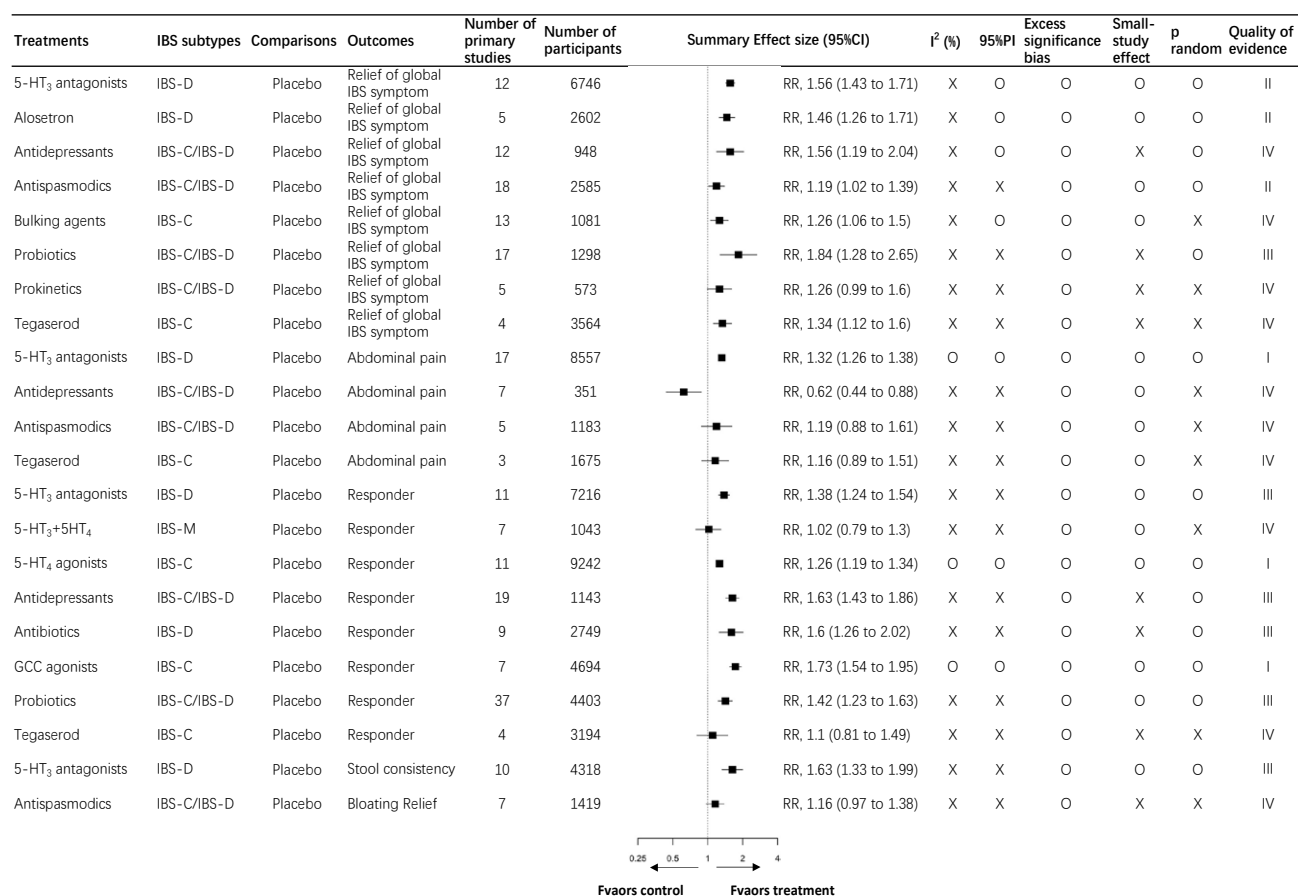 Treatments IBS subtypes Comparisons Outcomes Number of primary studies Number of participants Summary Effect size (95%CI) I² (%) 95%PI Excess significance bias Small-study effect p random Quality of evidence
5-HT₃ antagonists IBS-D Placebo Relief of global IBS symptom 12 6746 RR, 1.56 (1.43 to 1.71) X O O O O II
Alosetron IBS-D Placebo Relief of global IBS symptom 5 2602 RR, 1.46 (1.26 to 1.71) X O O O O II
Antidepressants IBS-C/IBS-D Placebo Relief of global IBS symptom 12 948 RR, 1.56 (1.19 to 2.04) X O O X O IV
Antispasmodics IBS-C/IBS-D Placebo Relief of global IBS symptom 18 2585 RR, 1.19 (1.02 to 1.39) X X O O O II
Bulking agents IBS-C Placebo Relief of global IBS symptom 13 1081 RR, 1.26 (1.06 to 1.5) X O O O X IV
Probiotics IBS-C/IBS-D Placebo Relief of global IBS symptom 17 1298 RR, 1.84 (1.28 to 2.65) X X O X O III
Prokinetics IBS-C/IBS-D Placebo Relief of global IBS symptom 5 573 RR, 1.26 (0.99 to 1.6) X X O X X IV
Tegaserod IBS-C Placebo Relief of global IBS symptom 4 3564 RR, 1.34 (1.12 to 1.6) X X O X X IV
5-HT₃ antagonists IBS-D Placebo Abdominal pain 17 8557 RR, 1.32 (1.26 to 1.38) O O O O O I
Antidepressants IBS-C/IBS-D Placebo Abdominal pain 7 351 RR, 0.62 (0.44 to 0.88) X X O O X IV
Antispasmodics IBS-C/IBS-D Placebo Abdominal pain 5 1183 RR, 1.19 (0.88 to 1.61) X X O O X IV
Tegaserod IBS-C Placebo Abdominal pain 3 1675 RR, 1.16 (0.89 to 1.51) X X O O X IV
5-HT₃ antagonists IBS-D Placebo Responder 11 7216 RR, 1.38 (1.24 to 1.54) X X O O O III
5-HT₃+5HT₄ IBS-M Placebo Responder 7 1043 RR, 1.02 (0.79 to 1.3) X X O O X IV
5-HT₄ agonists IBS-C Placebo Responder 11 9242 RR, 1.26 (1.19 to 1.34) O O O O O I
Antidepressants IBS-C/IBS-D Placebo Responder 19 1143 RR, 1.63 (1.43 to 1.86) X X O X O III
Antibiotics IBS-D Placebo Responder 9 2749 RR, 1.6 (1.26 to 2.02) X X O X O III
GCC agonists IBS-C Placebo Responder 7 4694 RR, 1.73 (1.54 to 1.95) O O O O O I
Probiotics IBS-C/IBS-D Placebo Responder 37 4403 RR, 1.42 (1.23 to 1.63) X X O O O III
Tegaserod IBS-C Placebo Responder 4 3194 RR, 1.1 (0.81 to 1.49) X X O X X IV
5-HT₃ antagonists IBS-D Placebo Stool consistency 10 4318 RR, 1.63 (1.33 to 1.99) X X O O O III
Antispasmodics IBS-C/IBS-D Placebo Bloating Relief 7 1419 RR, 1.16 (0.97 to 1.38) X X O X X IV
0.25 0.5 1 2 4
Fvaors control Fvaors treatment